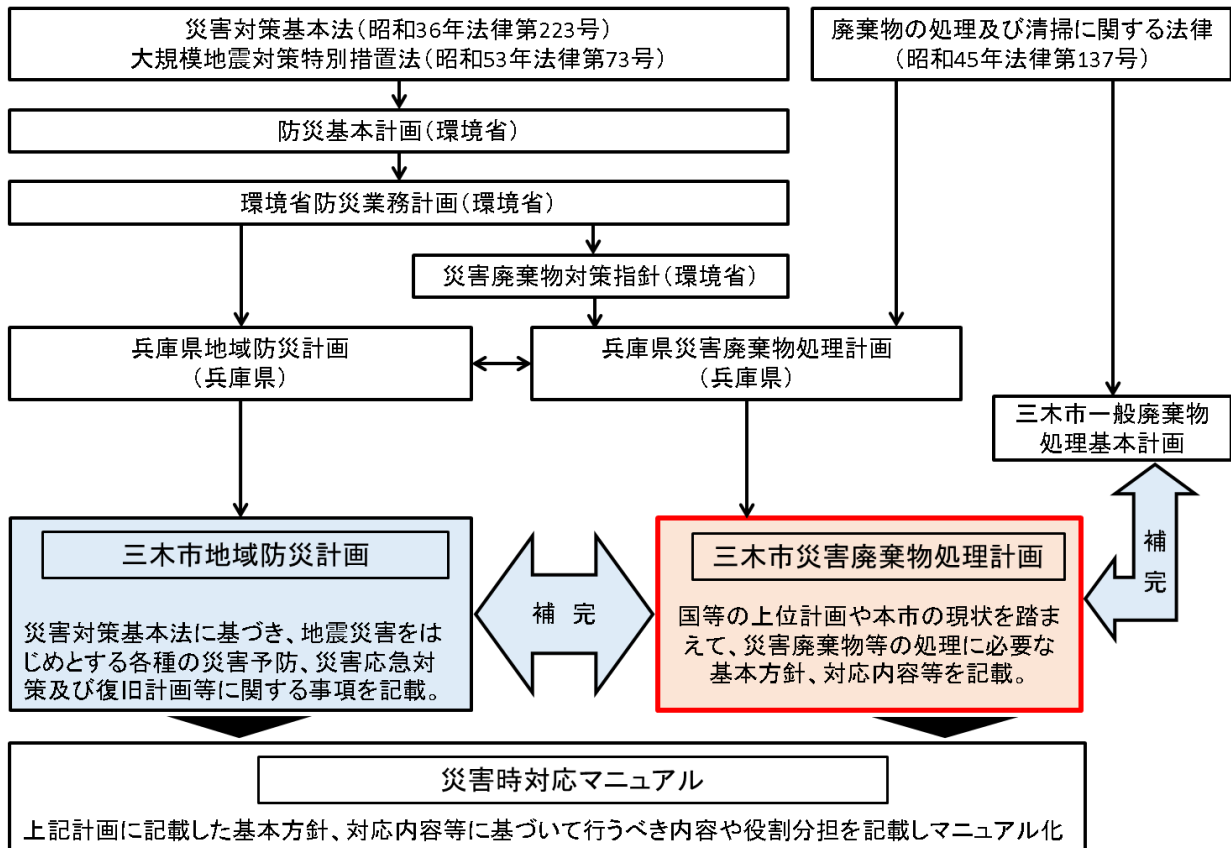 災害対策基本法(昭和36年法律第223号)
大規模地震対策特別措置法(昭和53年法律第73号)
廃棄物の処理及び清掃に関する法律
(昭和45年法律第137号)
防災基本計画(環境省)
環境省防災業務計画(環境省)
災害廃棄物対策指針(環境省)
兵庫県地域防災計画
(兵庫県)
兵庫県災害廃棄物処理計画
(兵庫県)
三木市一般廃棄物
処理基本計画
三木市地域防災計画
災害対策基本法に基づき、地震災害をは
じめとする各種の災害予防、災害応急対
策及び復旧計画等に関する事項を記載。
補 完
三木市災害廃棄物処理計画
国等の上位計画や本市の現状を踏ま
えて、災害廃棄物等の処理に必要な
基本方針、対応内容等を記載。
補完
災害時対応マニュアル
上記計画に記載した基本方針、対応内容等に基づいて行うべき内容や役割分担を記載しマニュアル化